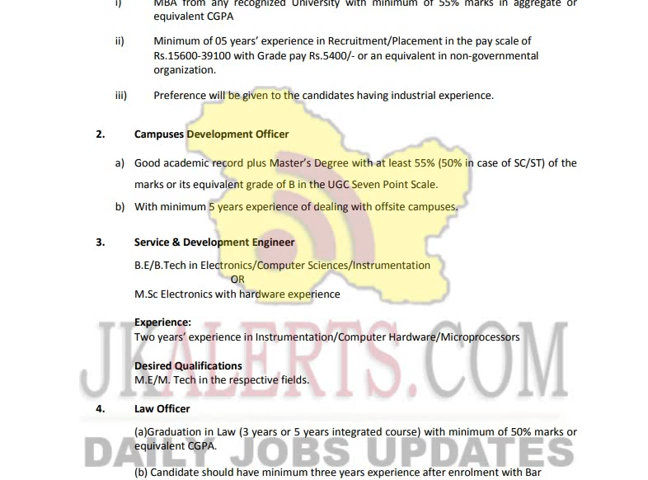 i) MBA from any recognized University with minimum of 55% marks in aggregate or
equivalent CGPA
ii) Minimum of 05 years’ experience in Recruitment/Placement in the pay scale of
Rs.15600-39100 with Grade pay Rs.5400/- or an equivalent in non-governmental
organization.
iii) Preference will be given to the candidates having industrial experience.
2. Campuses Development Officer
a) Good academic record plus Master’s Degree with at least 55% (50% in case of SC/ST) of the
marks or its equivalent grade of B in the UGC Seven Point Scale.
b) With minimum 5 years experience of dealing with offsite campuses.
3. Service & Development Engineer
B.E/B.Tech in Electronics/Computer Sciences/Instrumentation
OR
M.Sc Electronics with hardware experience
Experience:
Two years’ experience in Instrumentation/Computer Hardware/Microprocessors
JKALERTS.COM
Desired Qualifications
M.E/M. Tech in the respective fields.
4. Law Officer
(a)Graduation in Law (3 years or 5 years integrated course) with minimum of 50% marks or
equivalent CGPA.
DAILY JOBS UPDATES
(b) Candidate should have minimum three years experience after enrolment with Bar